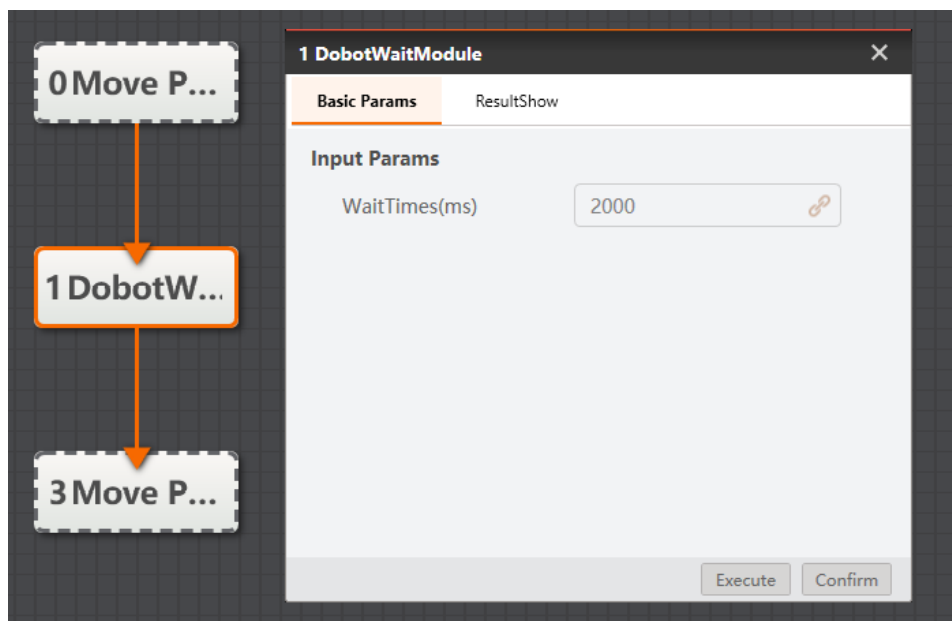 0 Move P...
1 DobotW...
3 Move P...
1 DobotWaitModule
Basic Params ResultShow
Input Params
WaitTimes(ms) 2000
Execute Confirm